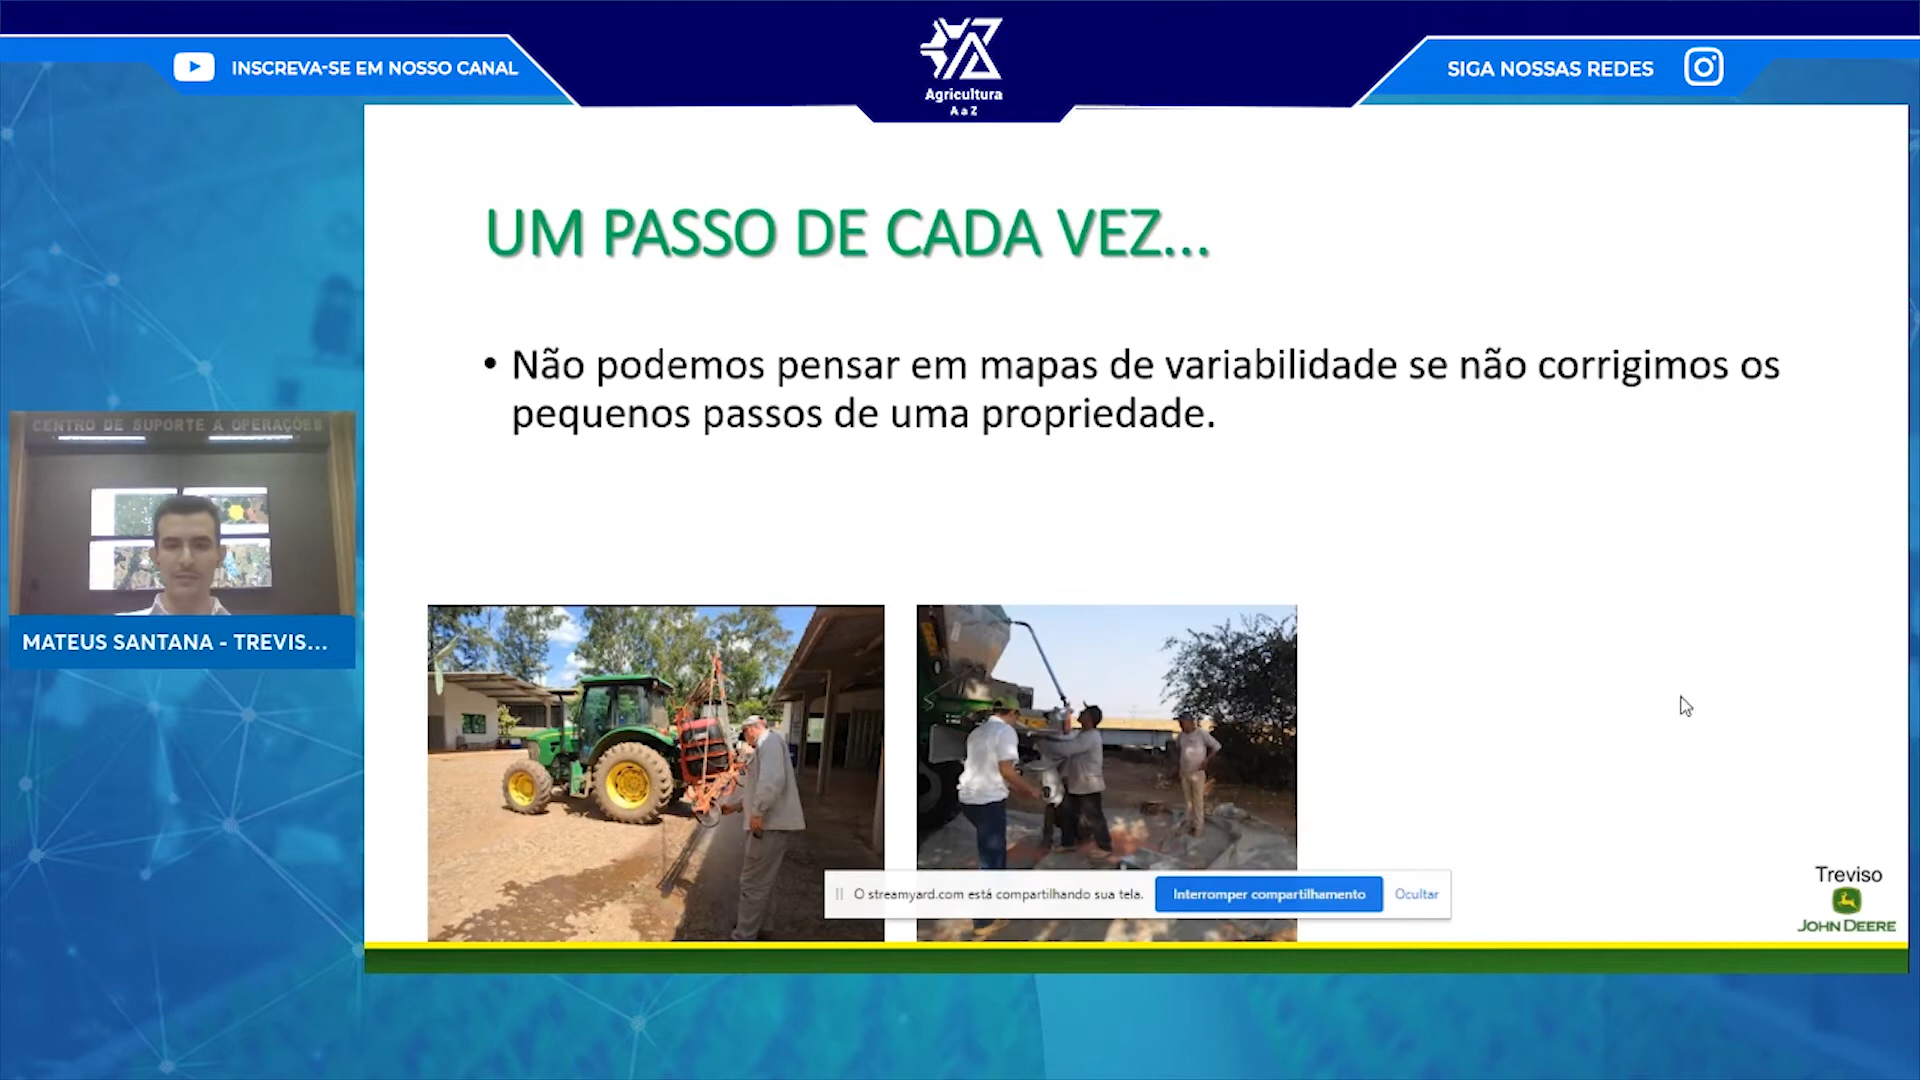 INSCREVA-SE EM NOSSO CANAL
Agricultura
A a Z
SIGA NOSSAS REDES
UM PASSO DE CADA VEZ...
• Não podemos pensar em mapas de variabilidade se não corrigimos os
pequenos passos de uma propriedade.
CENTRO DE SUPORTE A OPERAÇÕES
MATEUS SANTANA - TREVIS...
O streamyard.com está compartilhando sua tela.
Interromper compartilhamento
Ocultar
Treviso
JOHN DEERE